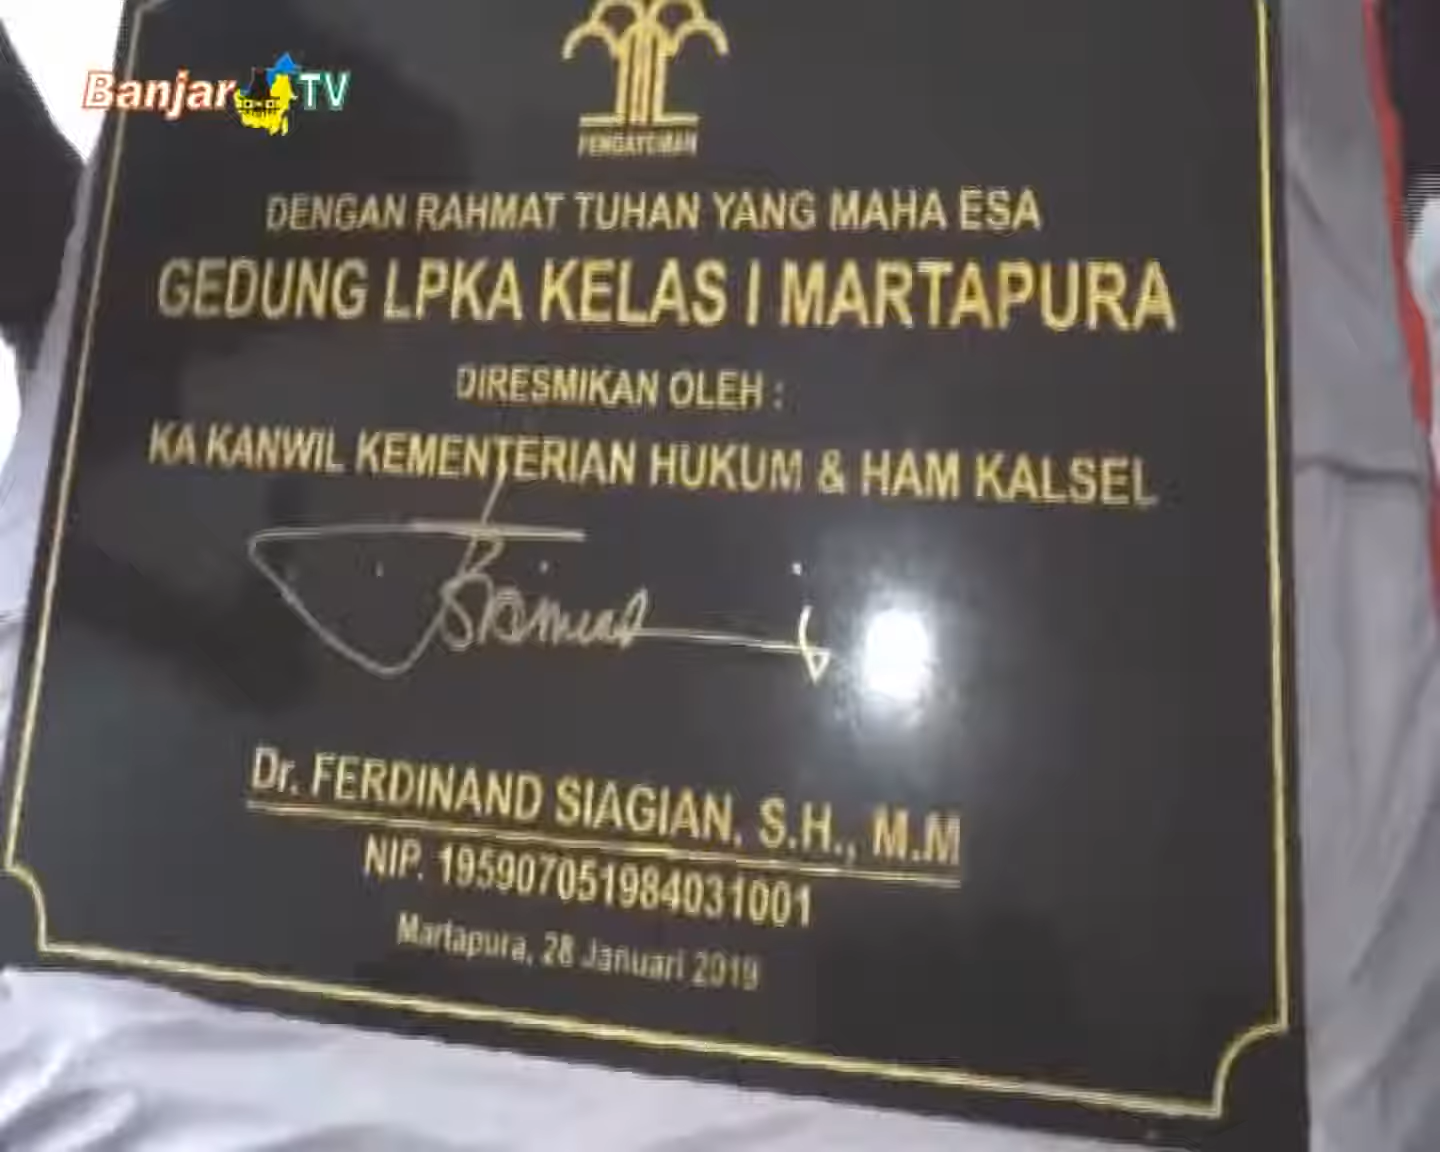 Banjar TV
PENGAYOMAN
DENGAN RAHMAT TUHAN YANG MAHA ESA
GEDUNG LPKA KELAS I MARTAPURA
DIRESMIKAN OLEH :
KA KANWIL KEMENTERIAN HUKUM & HAM KALSEL
Dr. FERDINAND SIAGIAN. S.H., M.M
NIP. 195907051984031001
Martapura, 28 Januari 2019